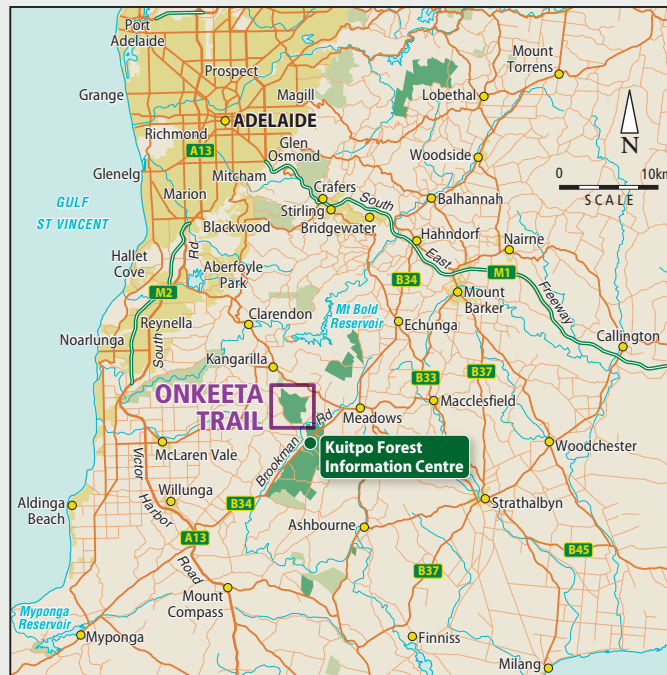 Port
Adelaide
Prospect
Grange
Magill
ADELAIDE
Richmond
A13
Glen
Osmond
Glenelg
Mitcham
Marion
GULF
ST VINCENT
Blackwood
Crafers
South
Stirling
Bridgewater
Mount
Torrens
Lobethal
N
0 10km
SCALE
Woodside
Balhannah
Hahndorf
East
Nairne
M1
Freeway
B34
Mount
Barker
Callington
Hallet
Cove
Rd
Aberfoyle
Park
M2
Reynella
South
Noarlunga
Clarendon
Mt Bold
Reservoir
Echunga
Kangarilla
B33
B37
ONKEETA
TRAIL
Meadows
Macclesfield
Brookman Rd
Kuitpo Forest
Information Centre
Woodchester
McLaren Vale
Victor
Harbor
Road
Willunga
B34
Aldinga
Beach
A13
Ashbourne
Strathalbyn
B45
B37
Mount
Compass
Myponga
Reservoir
Myponga
Finniss
Milang